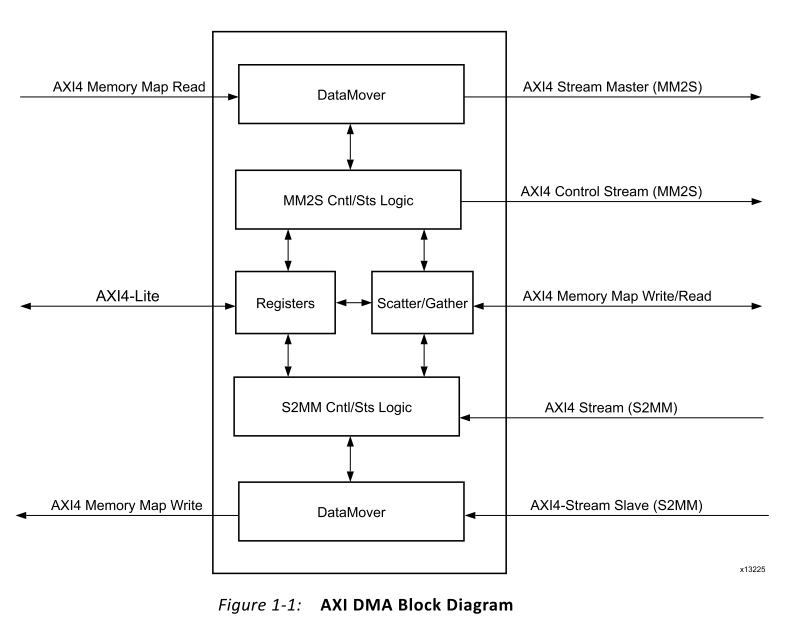 AXI4 Memory Map Read
DataMover
AXI4 Stream Master (MM2S)
MM2S Cntl/Sts Logic
AXI4 Control Stream (MM2S)
AXI4-Lite
Registers
Scatter/Gather
AXI4 Memory Map Write/Read
S2MM Cntl/Sts Logic
AXI4 Stream (S2MM)
AXI4 Memory Map Write
DataMover
AXI4-Stream Slave (S2MM)
x13225
Figure 1-1: AXI DMA Block Diagram